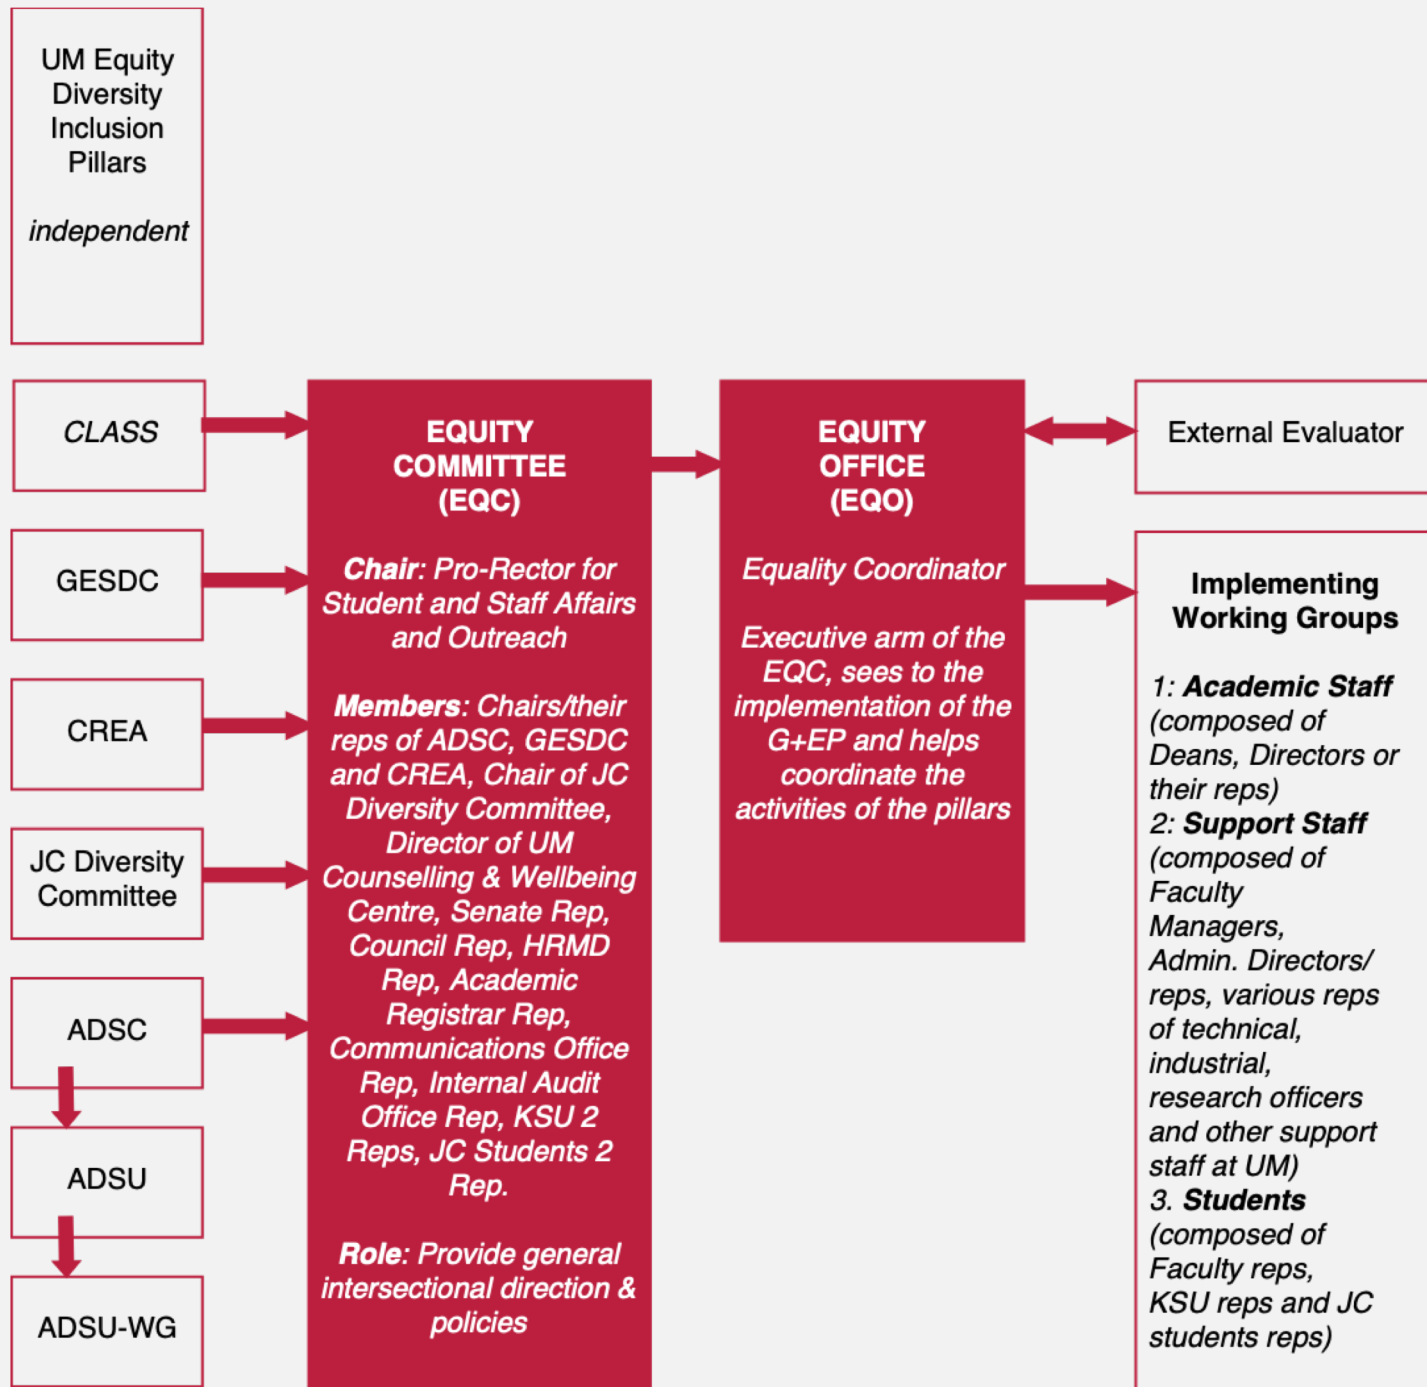 UM Equity
Diversity
Inclusion
Pillars
independent
CLASS
GESDC
CREA
JC Diversity
Committee
ADSC
ADSU
ADSU-WG
EQUITY
COMMITTEE
(EQC)
Chair: Pro-Rector for
Student and Staff Affairs
and Outreach
Members: Chairs/their
reps of ADSC, GESDC
and CREA, Chair of JC
Diversity Committee,
Director of UM
Counselling & Wellbeing
Centre, Senate Rep,
Council Rep, HRMD
Rep, Academic
Registrar Rep,
Communications Office
Rep, Internal Audit
Office Rep, KSU 2
Reps, JC Students 2
Rep.
Role: Provide general
intersectional direction &
policies
EQUITY
OFFICE
(EQO)
Equality Coordinator
Executive arm of the
EQC, sees to the
implementation of the
G+EP and helps
coordinate the
activities of the pillars
External Evaluator
Implementing
Working Groups
1: Academic Staff
(composed of
Deans, Directors or
their reps)
2: Support Staff
(composed of
Faculty
Managers,
Admin. Directors/
reps, various reps
of technical,
industrial,
research officers
and other support
staff at UM)
3. Students
(composed of
Faculty reps,
KSU reps and JC
students reps)